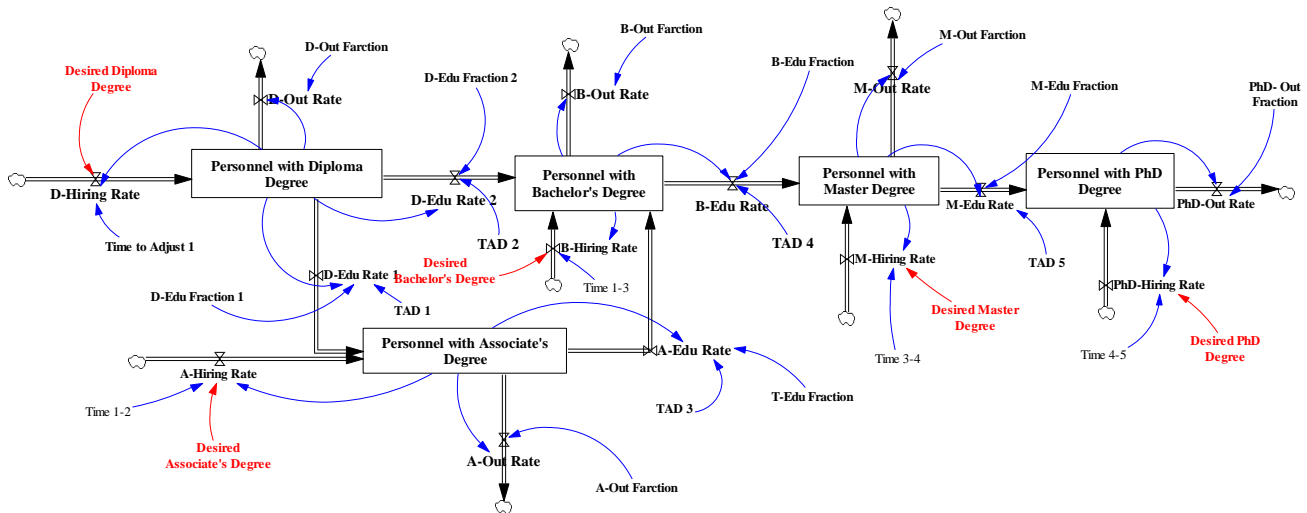 D-Out Farction
Desired Diploma
Degree
D-Out Rate
D-Edu Fraction 2
B-Out Farction
B-Out Rate
B-Edu Fraction
M-Out Farction
M-Out Rate
M-Edu Fraction
PhD- Out
Fraction
Personnel with Diploma
Degree
D-Hiring Rate
Time to Adjust 1
D-Edu Rate 2
TAD 2
Personnel with
Bachelor's Degree
B-Hiring Rate
Desired
Bachelor's Degree
Time 1-3
B-Edu Rate
TAD 4
Personnel with
Master Degree
M-Hiring Rate
Desired Master
Degree
Time 3-4
M-Edu Rate
TAD 5
Personnel with PhD
Degree
PhD-Out Rate
PhD-Hiring Rate
Time 4-5
Desired PhD
Degree
D-Edu Rate 1
D-Edu Fraction 1
TAD 1
Personnel with Associate's
Degree
A-Hiring Rate
Time 1-2
Desired
Associate's Degree
A-Edu Rate
TAD 3
T-Edu Fraction
A-Out Rate
A-Out Farction